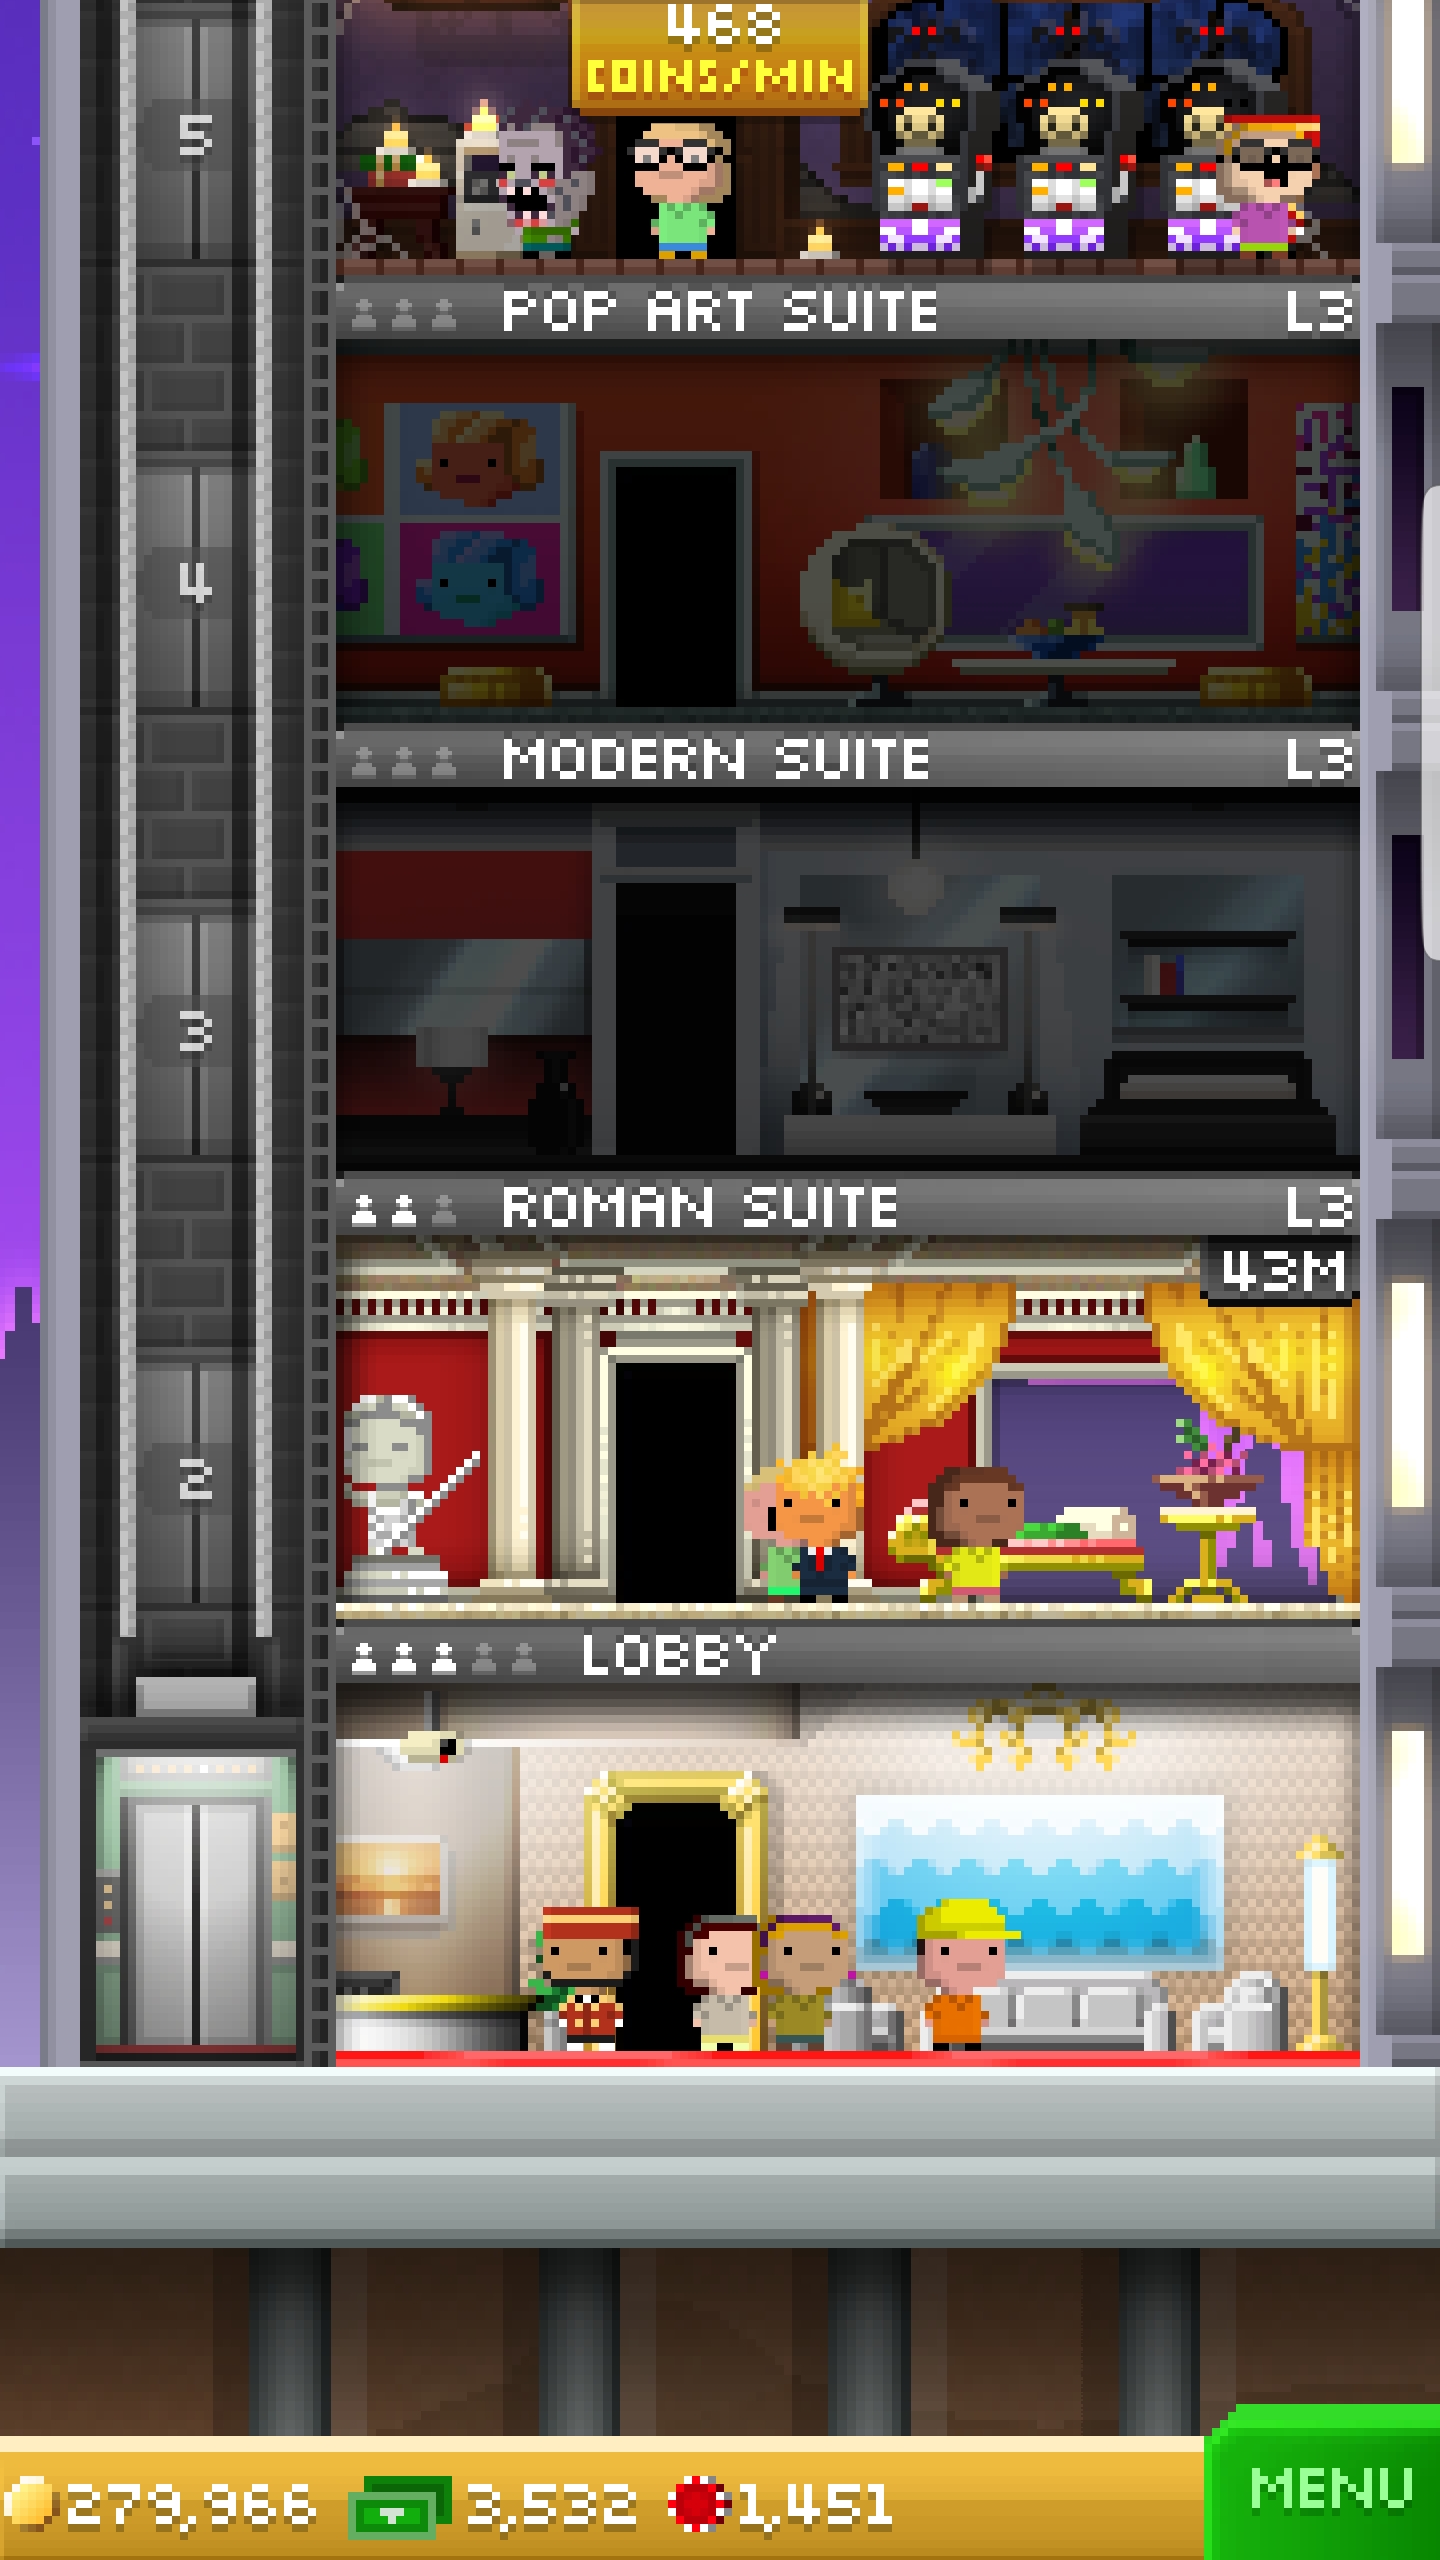 468
COINS/MIN
5
POP ART SUITE L3
4
MODERN SUITE L3
3
ROMAN SUITE L3
43M
2
LOBBY
279,966 3,532 1,451
MENU